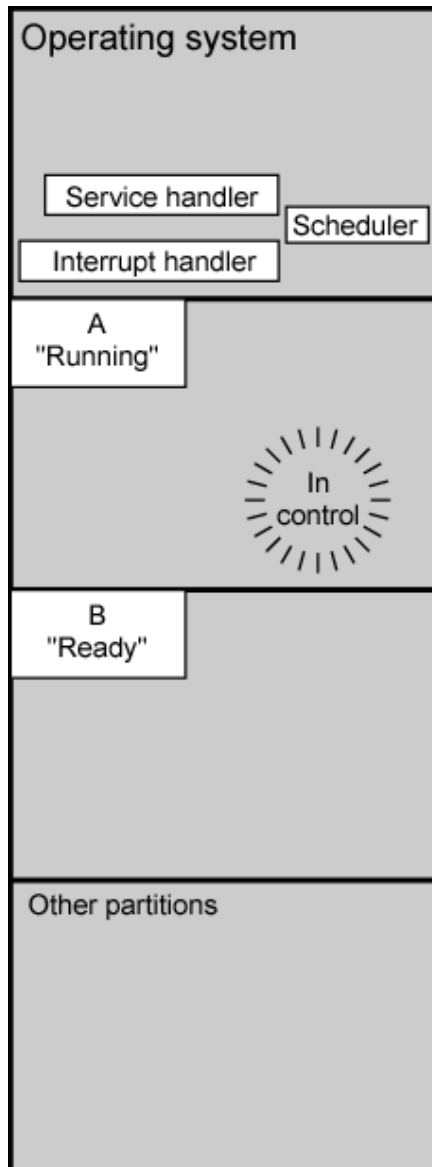 Operating system
Service handler
Scheduler
Interrupt handler
A
"Running"
In
control
B
"Ready"
Other partitions